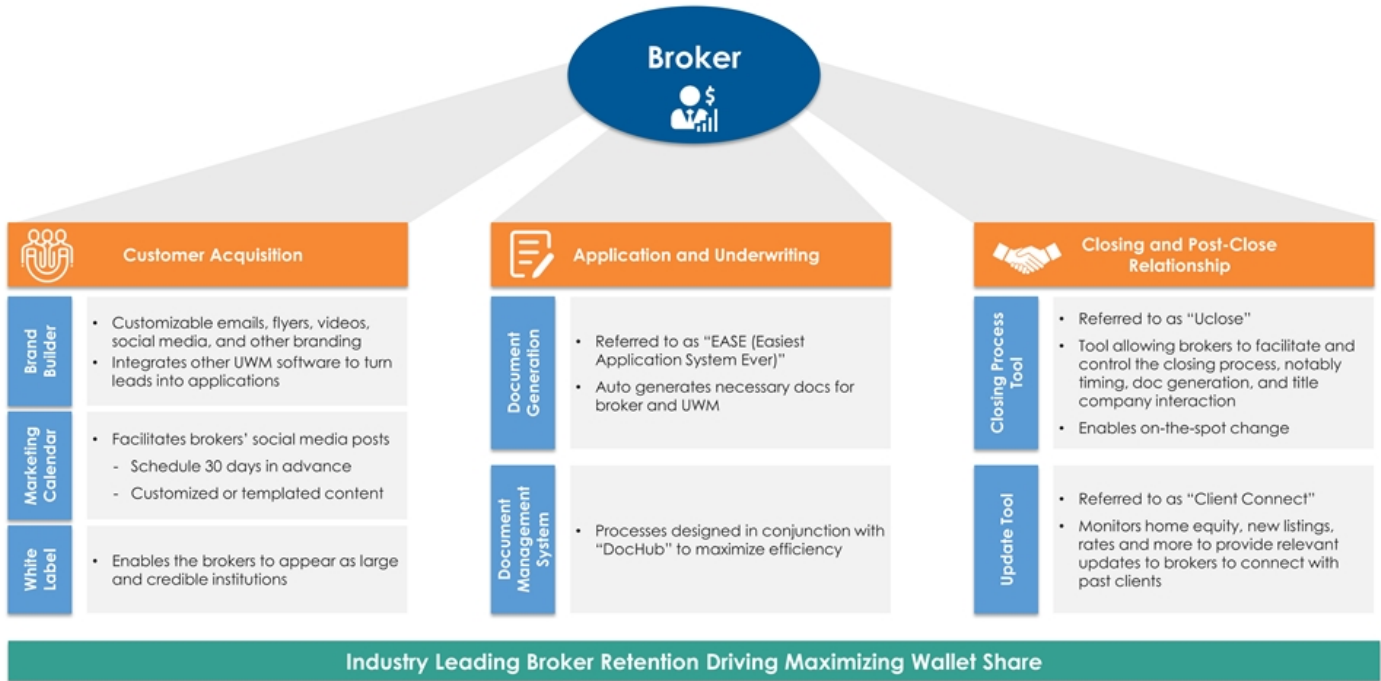 Broker
$
Customer Acquisition
Brand
Builder
• Customizable emails, flyers, videos,
social media, and other branding
• Integrates other UWM software to turn
leads into applications
Marketing
Calendar
• Facilitates brokers’ social media posts
- Schedule 30 days in advance
- Customized or templated content
White
Label
• Enables the brokers to appear as large
and credible institutions
Application and Underwriting
Document
Generation
• Referred to as “EASE (Easiest
Application System Ever)”
• Auto generates necessary docs for
broker and UWM
Document
Management
System
• Processes designed in conjunction with
“DocHub” to maximize efficiency
Closing and Post-Close
Relationship
Closing Process
Tool
• Referred to as “Uclose”
• Tool allowing brokers to facilitate and
control the closing process, notably
timing, doc generation, and title
company interaction
• Enables on-the-spot change
Update Tool
• Referred to as “Client Connect”
• Monitors home equity, new listings,
rates and more to provide relevant
updates to brokers to connect with
past clients
Industry Leading Broker Retention Driving Maximizing Wallet Share